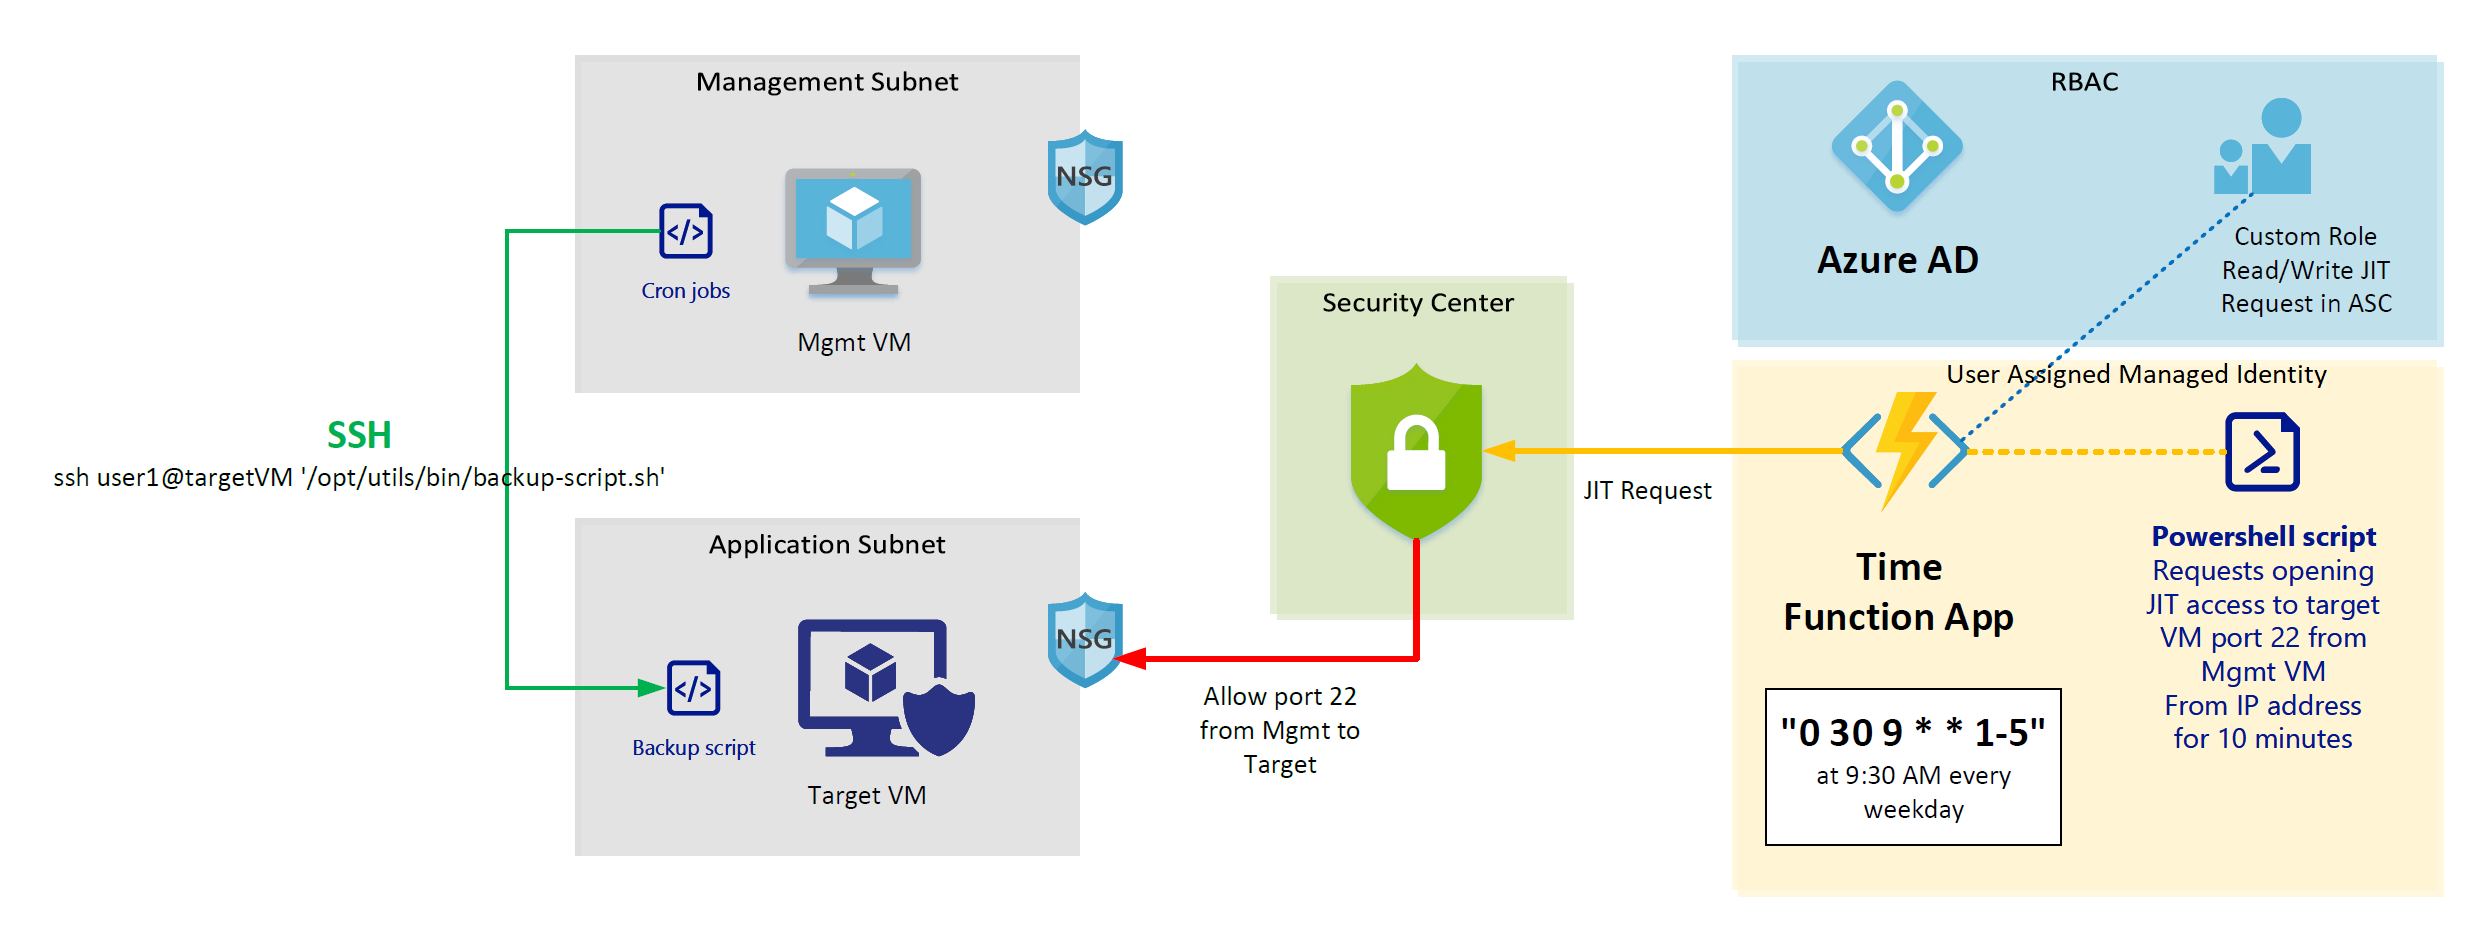 Management Subnet
NSG
Cron jobs
Mgmt VM
SSH
ssh user1@targetVM '/opt/utils/bin/backup-script.sh'
Application Subnet
NSG
Backup script
Target VM
Security Center
Allow port 22
from Mgmt to
Target
JIT Request
RBAC
Azure AD
Custom Role
Read/Write JIT
Request in ASC
User Assigned Managed Identity
Time
Function App
"0 30 9 * * 1-5"
at 9:30 AM every
weekday
Powershell script
Requests opening
JIT access to target
VM port 22 from
Mgmt VM
From IP address
for 10 minutes